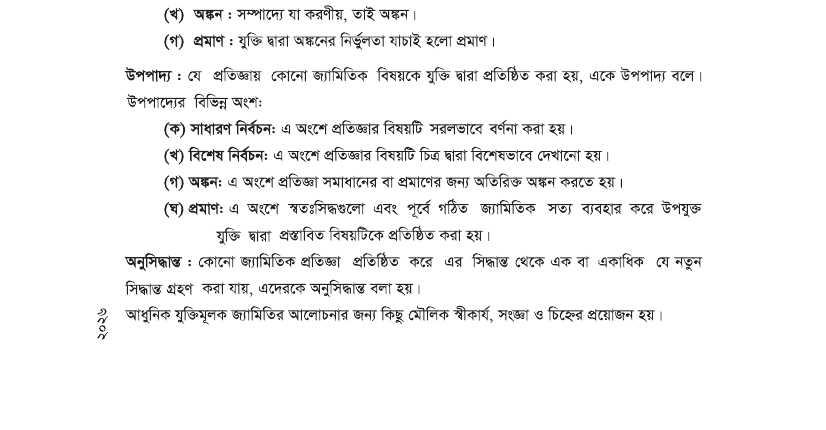 (খ) অঙ্কন : সম্পাদ্যে যা করণীয়, তাই অঙ্কন।
(গ) প্রমাণ : যুক্তি দ্বারা অঙ্কনের নির্ভুলতা যাচাই হলো প্রমাণ।
উপপাদ্য : যে প্রতিজ্ঞায় কোনো জ্যামিতিক বিষয়কে যুক্তি দ্বারা প্রতিষ্ঠিত করা হয়, একে উপপাদ্য বলে।
উপপাদ্যের বিভিন্ন অংশ:
(ক) সাধারণ নির্বচন: এ অংশে প্রতিজ্ঞার বিষয়টি সরলভাবে বর্ণনা করা হয়।
(খ) বিশেষ নির্বচন: এ অংশে প্রতিজ্ঞার বিষয়টি চিত্র দ্বারা বিশেষভাবে দেখানো হয়।
(গ) অঙ্কন: এ অংশে প্রতিজ্ঞা সমাধানের বা প্রমাণের জন্য অতিরিক্ত অঙ্কন করতে হয়।
(ঘ) প্রমাণ: এ অংশে স্বতঃসিদ্ধগুলো এবং পূর্বে গঠিত জ্যামিতিক সত্য ব্যবহার করে উপযুক্ত
যুক্তি দ্বারা প্রস্তাবিত বিষয়টিকে প্রতিষ্ঠিত করা হয়।
অনুসিদ্ধান্ত : কোনো জ্যামিতিক প্রতিজ্ঞা প্রতিষ্ঠিত করে এর সিদ্ধান্ত থেকে এক বা একাধিক যে নতুন
সিদ্ধান্ত গ্রহণ করা যায়, এদেরকে অনুসিদ্ধান্ত বলা হয়।
আধুনিক যুক্তিমূলক জ্যামিতির আলোচনার জন্য কিছু মৌলিক স্বীকার্য, সংজ্ঞা ও চিহ্নের প্রয়োজন হয়।
২০২৬